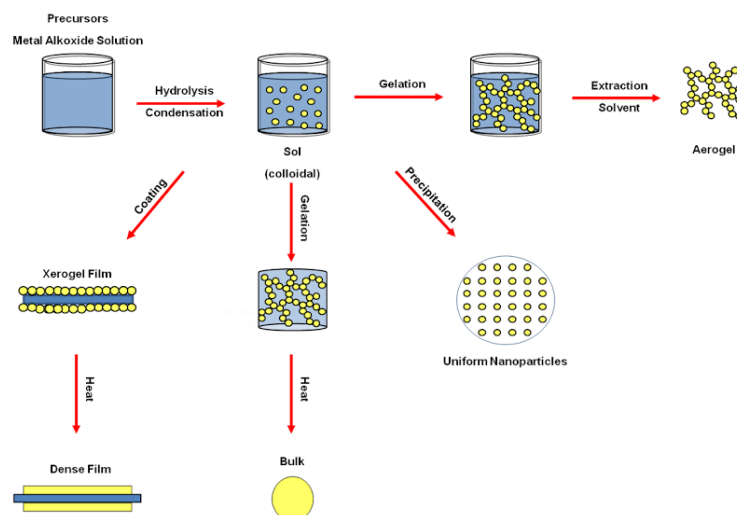 Precursors
Metal Alkoxide Solution
Hydrolysis
Condensation
Gelation
Extraction
Solvent
Sol
(colloidal)
Aerogel
Coating
Gelation
Precipitation
Xerogel Film
Uniform Nanoparticles
Heat
Heat
Dense Film
Bulk